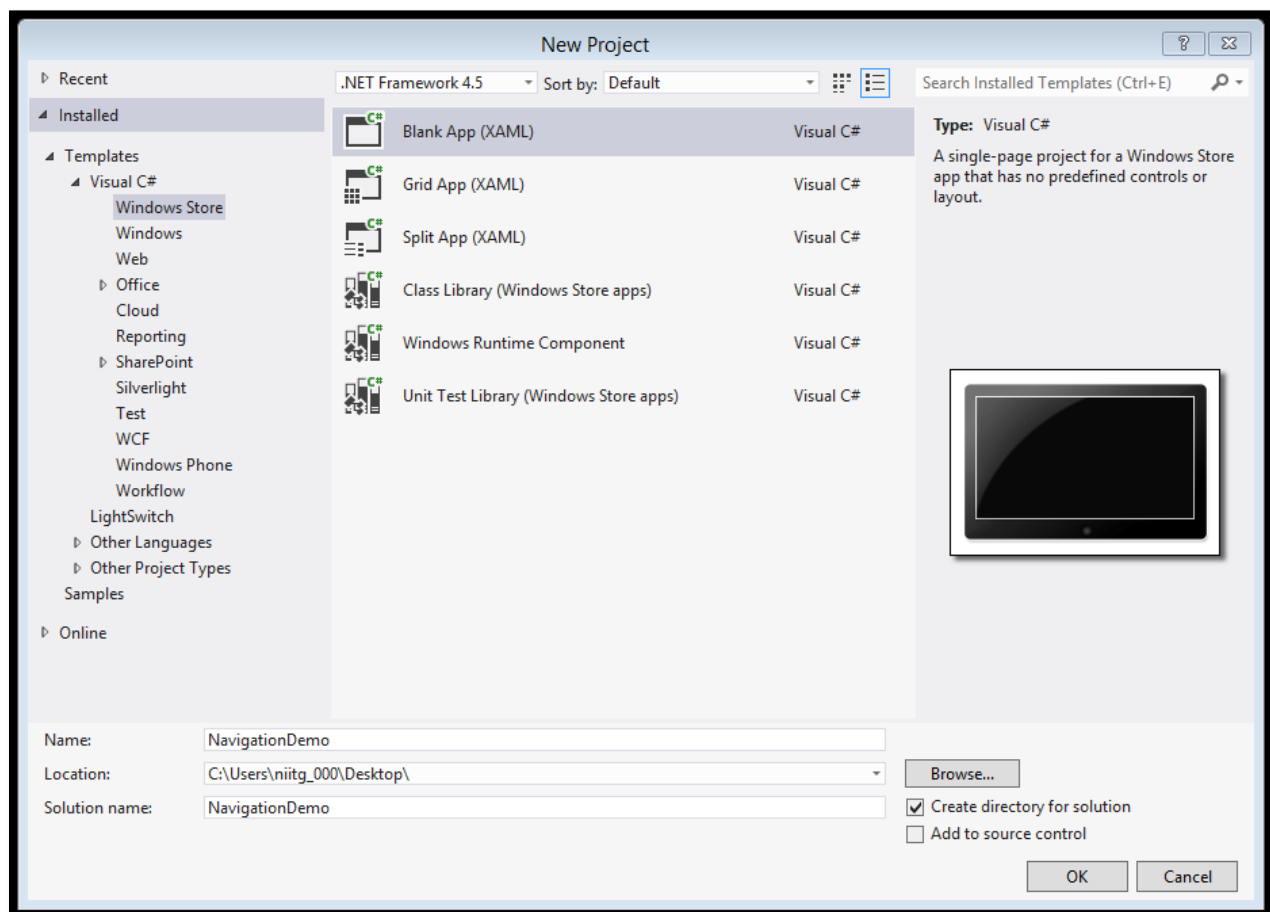 New Project
Recent
Installed
Templates
Visual C#
Windows Store
Windows
Web
Office
Cloud
Reporting
SharePoint
Silverlight
Test
WCF
Windows Phone
Workflow
LightSwitch
Other Languages
Other Project Types
Samples
Online
.NET Framework 4.5 Sort by: Default
Blank App (XAML) Visual C#
Grid App (XAML) Visual C#
Split App (XAML) Visual C#
Class Library (Windows Store apps) Visual C#
Windows Runtime Component Visual C#
Unit Test Library (Windows Store apps) Visual C#
Search Installed Templates (Ctrl+E)
Type: Visual C#
A single-page project for a Windows Store
app that has no predefined controls or
layout.
Name: NavigationDemo
Location: C:\Users\niitg_000\Desktop\ Browse...
Solution name: NavigationDemo
Create directory for solution
Add to source control
OK Cancel